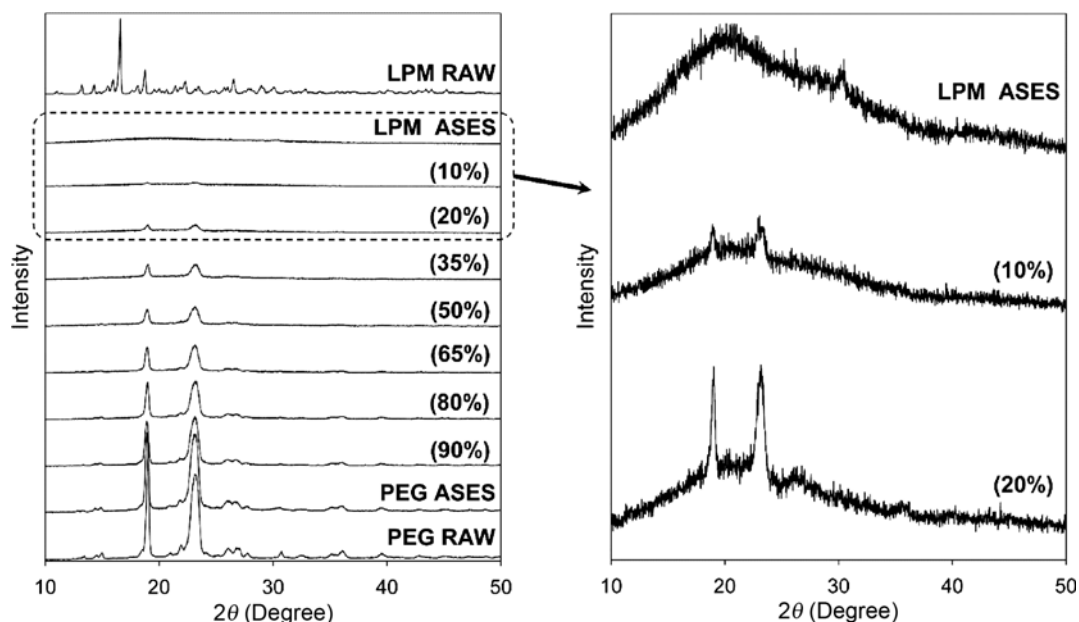 LPM RAW
LPM ASES
(10%)
(20%)
(35%)
(50%)
(65%)
(80%)
(90%)
PEG ASES
PEG RAW
Intensity
10 20 30 40 50
2θ (Degree)
LPM ASES
(10%)
(20%)
Intensity
10 20 30 40 50
2θ (Degree)